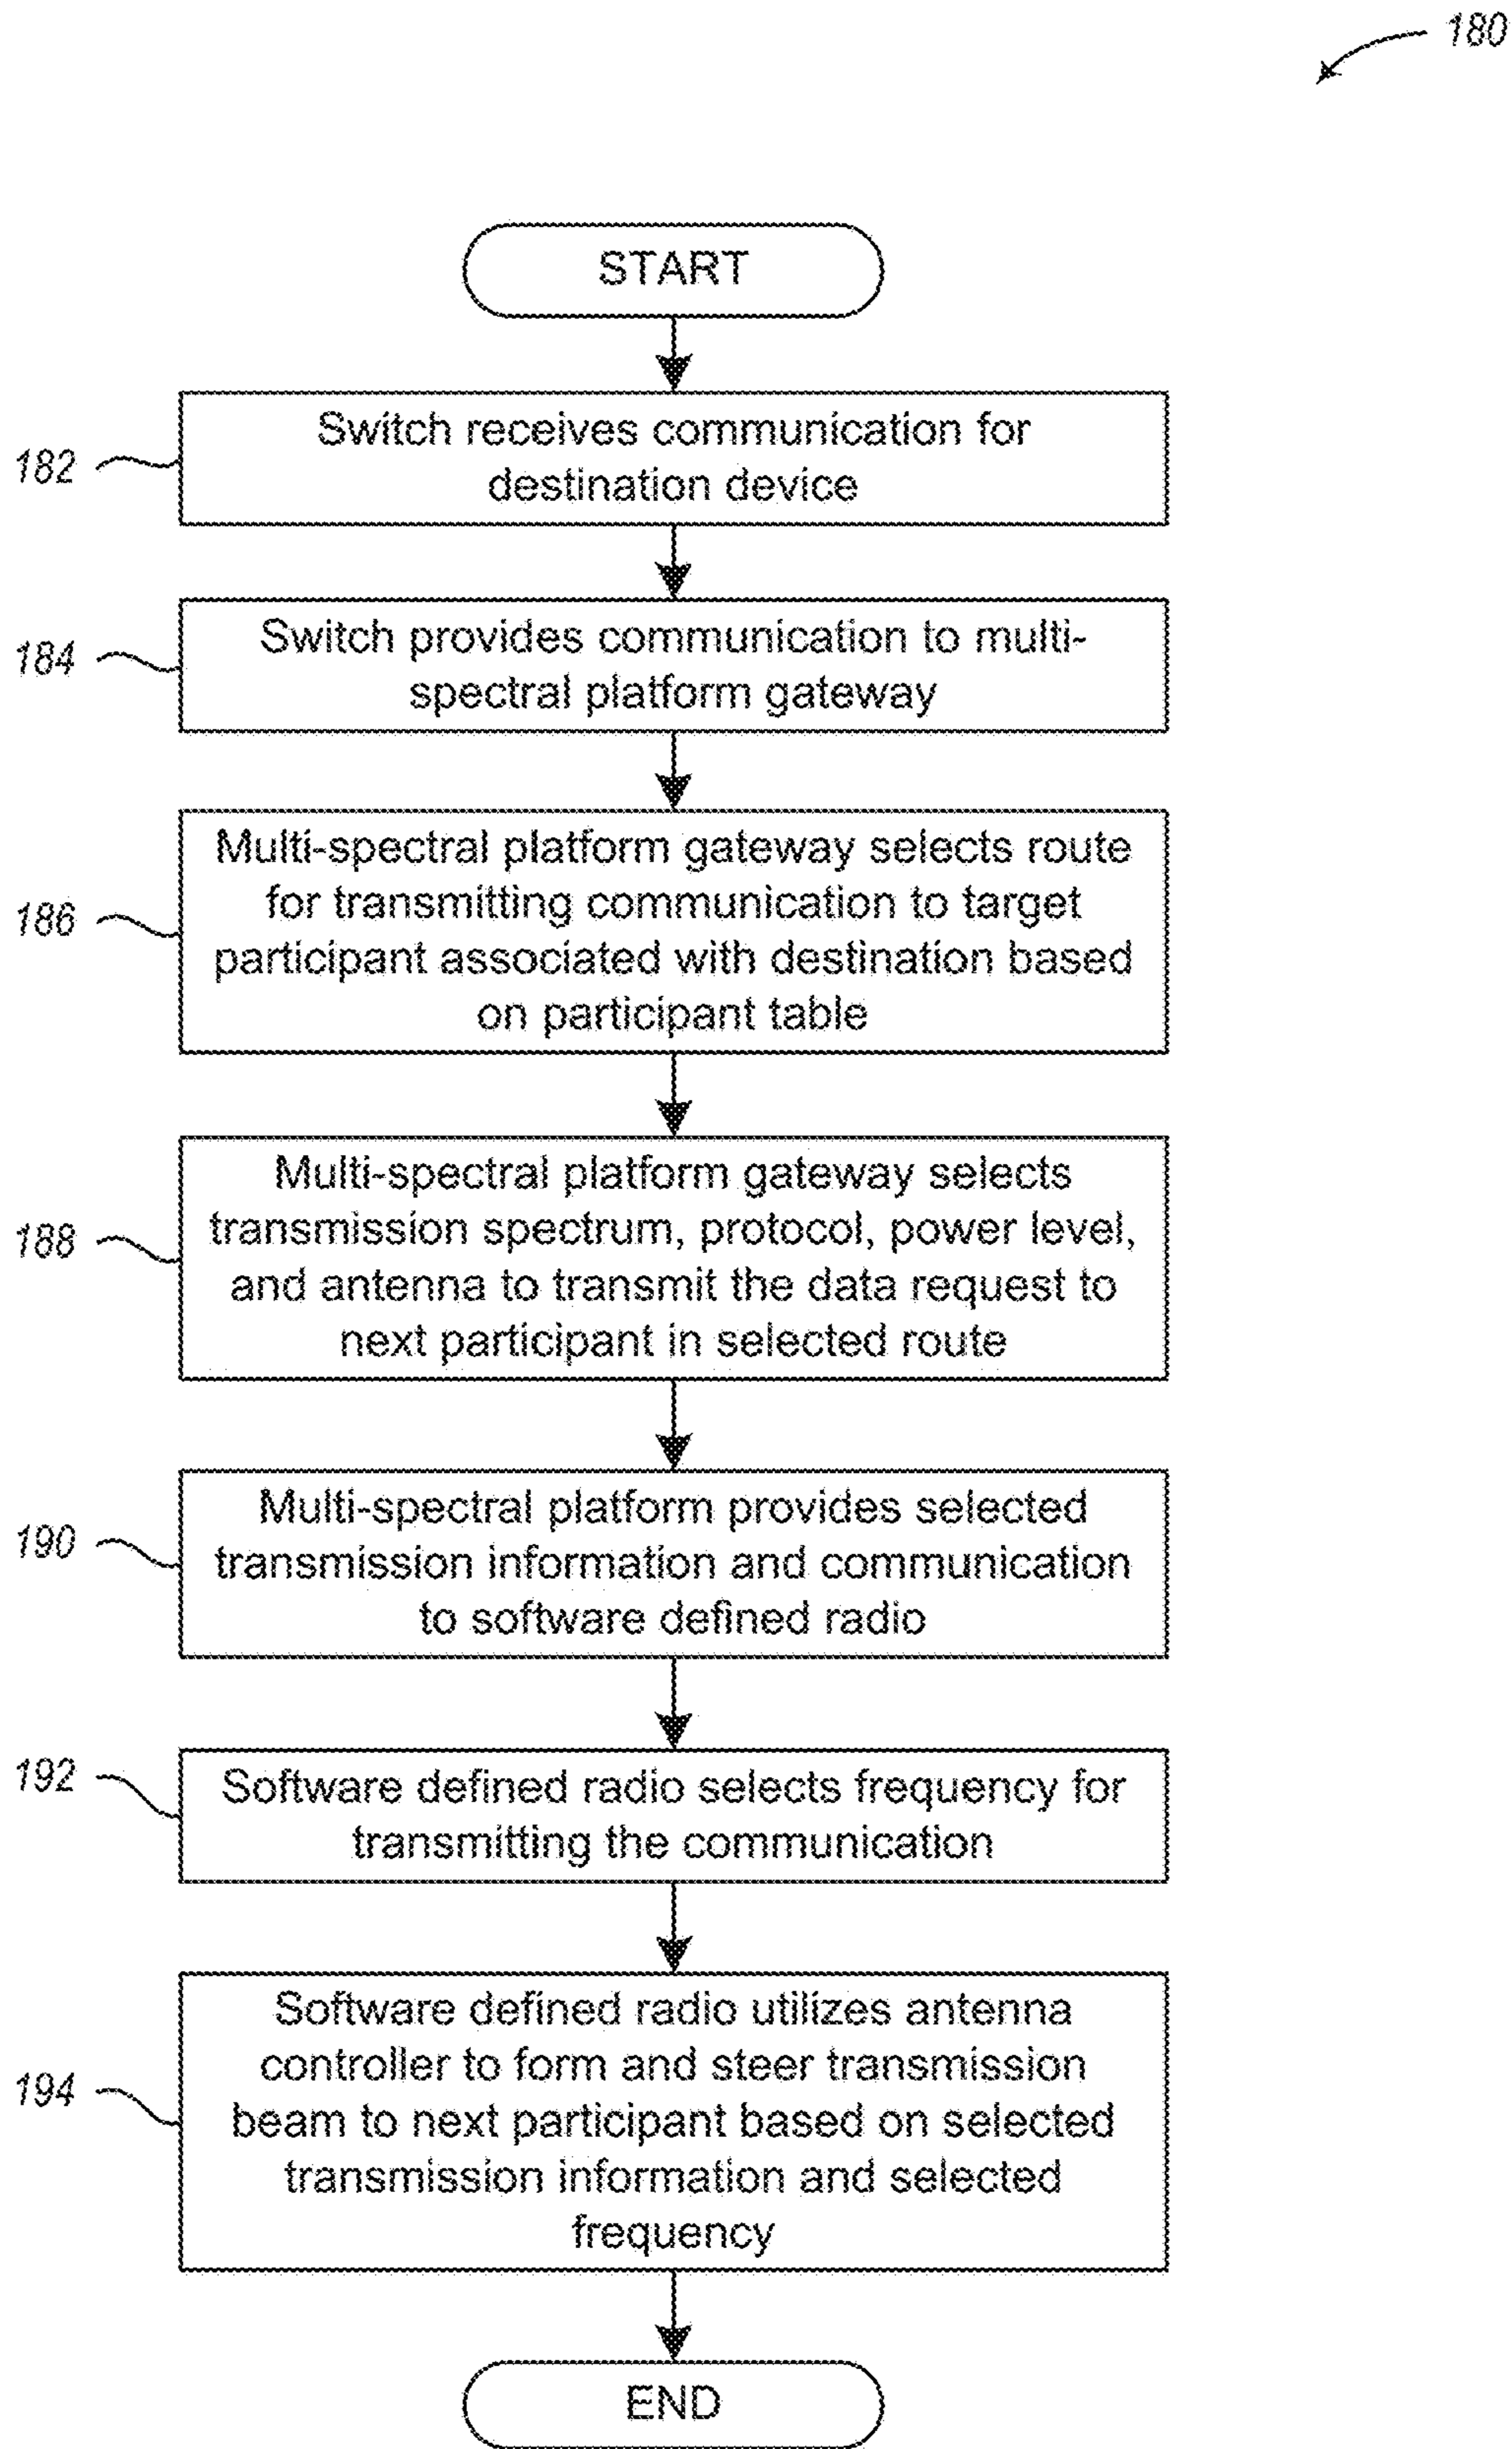 180
START
182
Switch receives communication for
destination device
184
Switch provides communication to multi-
spectral platform gateway
186
Multi-spectral platform gateway selects route
for transmitting communication to target
participant associated with destination based
on participant table
188
Multi-spectral platform gateway selects
transmission spectrum, protocol, power level,
and antenna to transmit the data request to
next participant in selected route
190
Multi-spectral platform provides selected
transmission information and communication
to software defined radio
192
Software defined radio selects frequency for
transmitting the communication
194
Software defined radio utilizes antenna
controller to form and steer transmission
beam to next participant based on selected
transmission information and selected
frequency
END